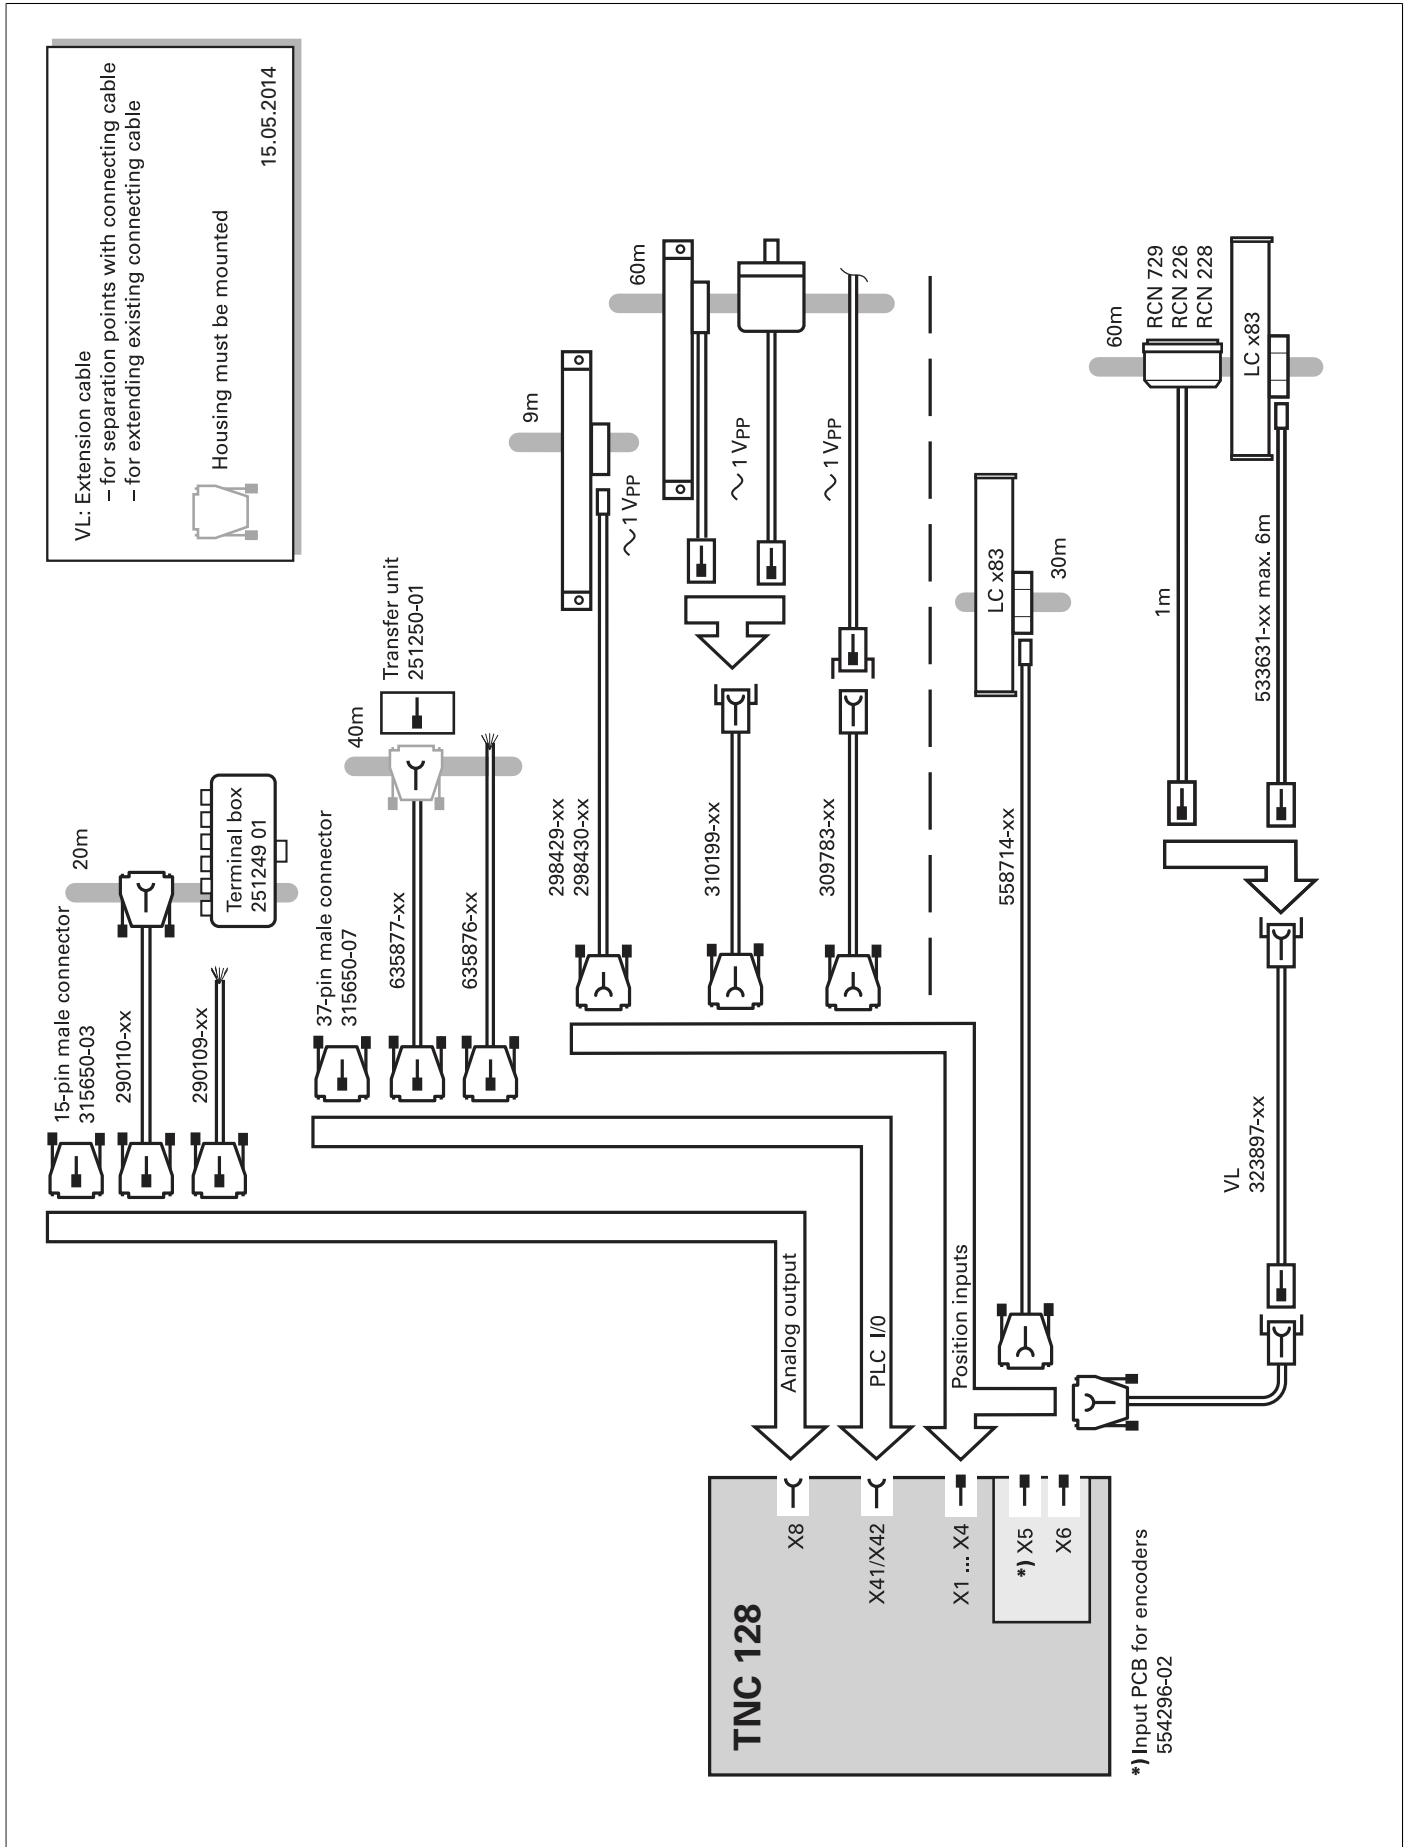 VL: Extension cable
– for separation points with connecting cable
– for extending existing connecting cable
Housing must be mounted
15.05.2014
15-pin male connector
315650-03
20m
290110-xx
290109-xx
Terminal box
251249 01
37-pin male connector
315650-07
40m
Transfer unit
251250-01
635877-xx
635876-xx
298429-xx
298430-xx
9m
~ 1 VPP
60m
310199-xx
~ 1 VPP
309783-xx
~ 1 VPP
558714-xx
LC x83
30m
60m
RCN 729
RCN 226
RCN 228
1m
LC x83
533631-xx max. 6m
VL
323897-xx
Analog output
PLC I/0
Position inputs
TNC 128
X8
X41/X42
X1 ... X4
*) X5
X6
*) Input PCB for encoders
554296-02